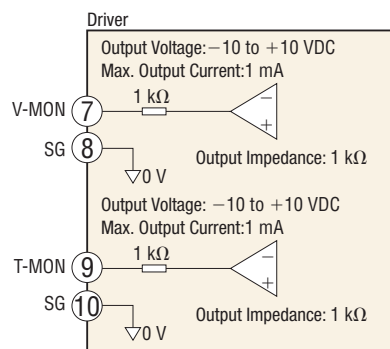 Driver
Output Voltage: −10 to +10 VDC
Max. Output Current:1 mA
1 kΩ
V-MON 7
−
+
SG 8
0 V
Output Impedance: 1 kΩ
Output Voltage: −10 to +10 VDC
Max. Output Current:1 mA
1 kΩ
T-MON 9
−
+
SG 10
0 V
Output Impedance: 1 kΩ